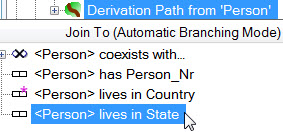 Derivation Path from 'Person'
Join To (Automatic Branching Mode)
<Person> coexists with...
<Person> has Person_Nr
<Person> lives in Country
<Person> lives in State